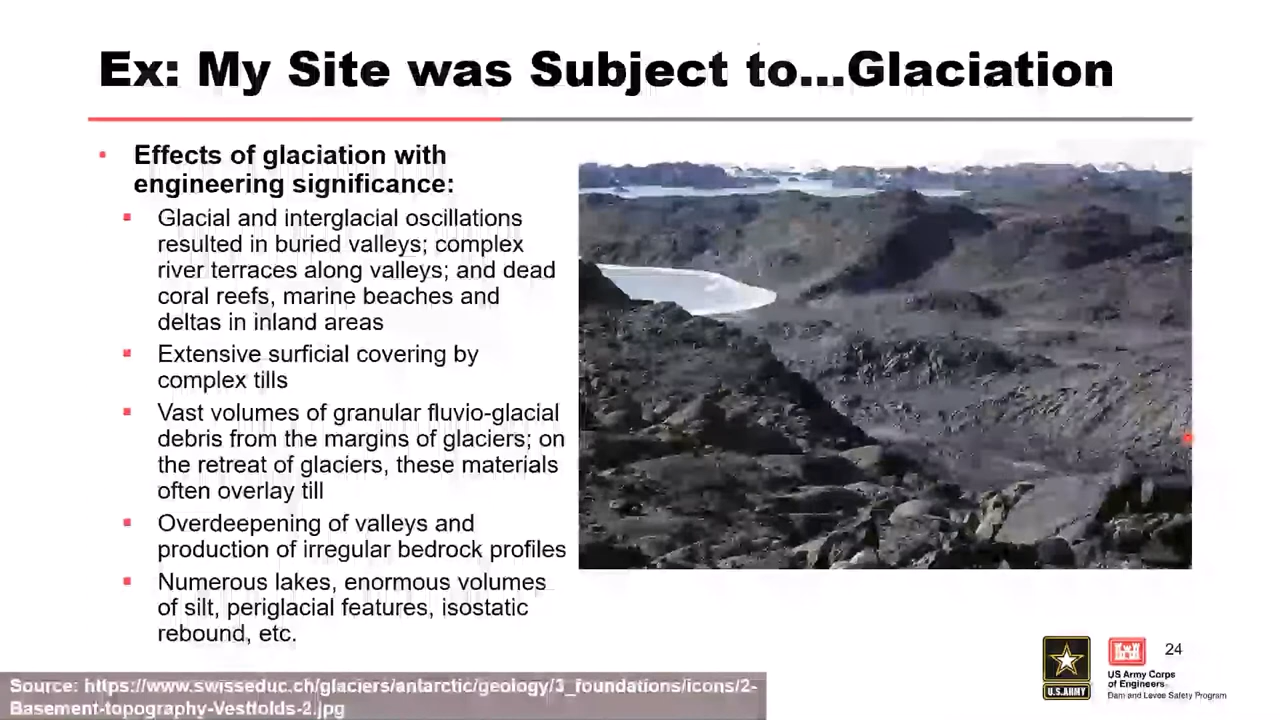 Ex: My Site was Subject to...Glaciation
Effects of glaciation with
engineering significance:
Glacial and interglacial oscillations
resulted in buried valleys; complex
river terraces along valleys; and dead
coral reefs, marine beaches and
deltas in inland areas
Extensive surficial covering by
complex tills
Vast volumes of granular fluvio-glacial
debris from the margins of glaciers; on
the retreat of glaciers, these materials
often overlay till
Overdeepening of valleys and
production of irregular bedrock profiles
Numerous lakes, enormous volumes
of silt, periglacial features, isostatic
rebound, etc.
24
U.S.ARMY
US Army Corps
of Engineers
Dam and Levee Safety Program
Source: https://www.swisseduc.ch/glaciers/antarctic/geology/3_foundations/icons/2-
Basement-topography-Vestfolds-2.jpg